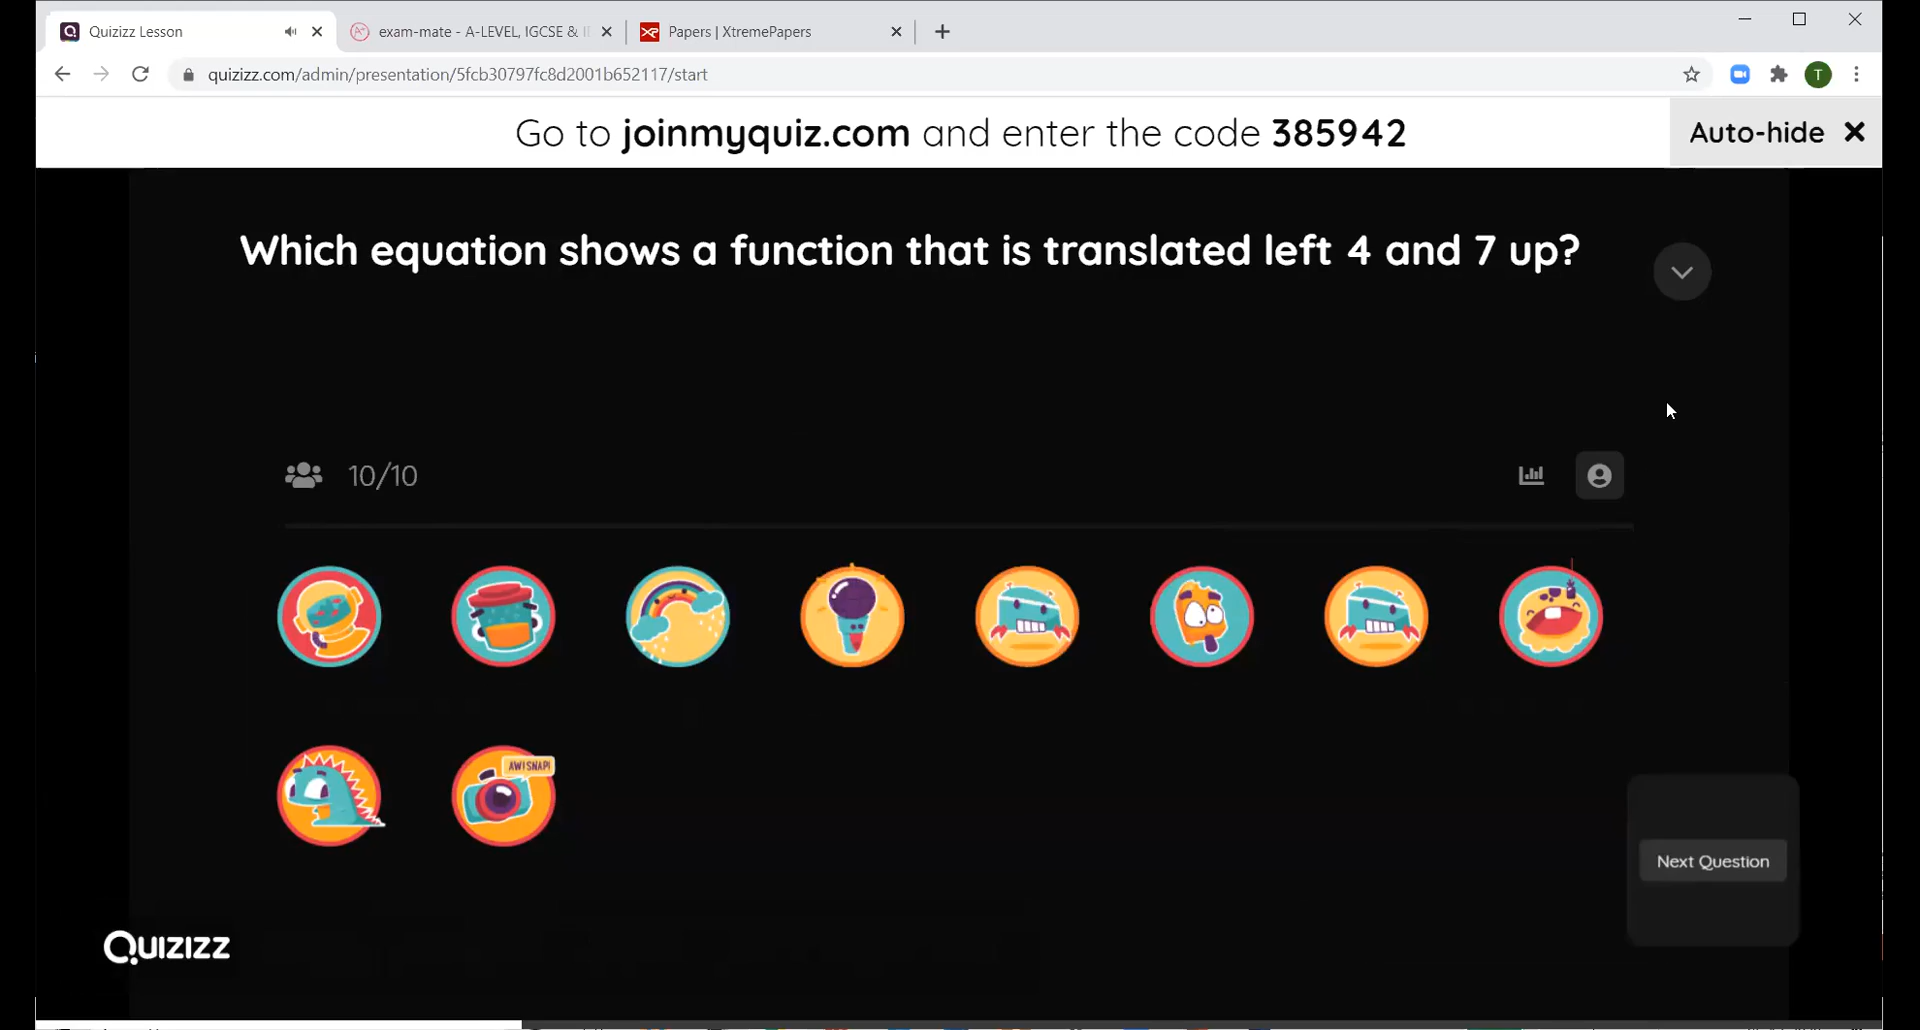 Quizizz Lesson
exam-mate - A-LEVEL, IGCSE & I
Papers | XtremePapers
quizizz.com/admin/presentation/5fcb30797fc8d2001b652117/start
T
Go to joinmyquiz.com and enter the code 385942
Auto-hide
Which equation shows a function that is translated left 4 and 7 up?
10/10
AW! SNAP!
Next Question
Quizizz